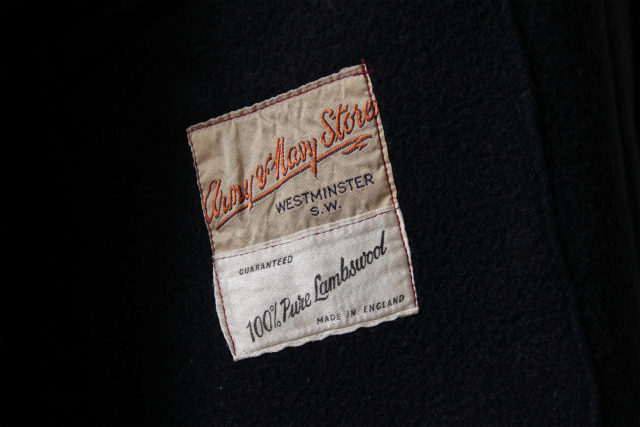 Army & Navy Stores
WESTMINSTER
S.W.
GUARANTEED
100% Pure Lambswool
MADE IN ENGLAND